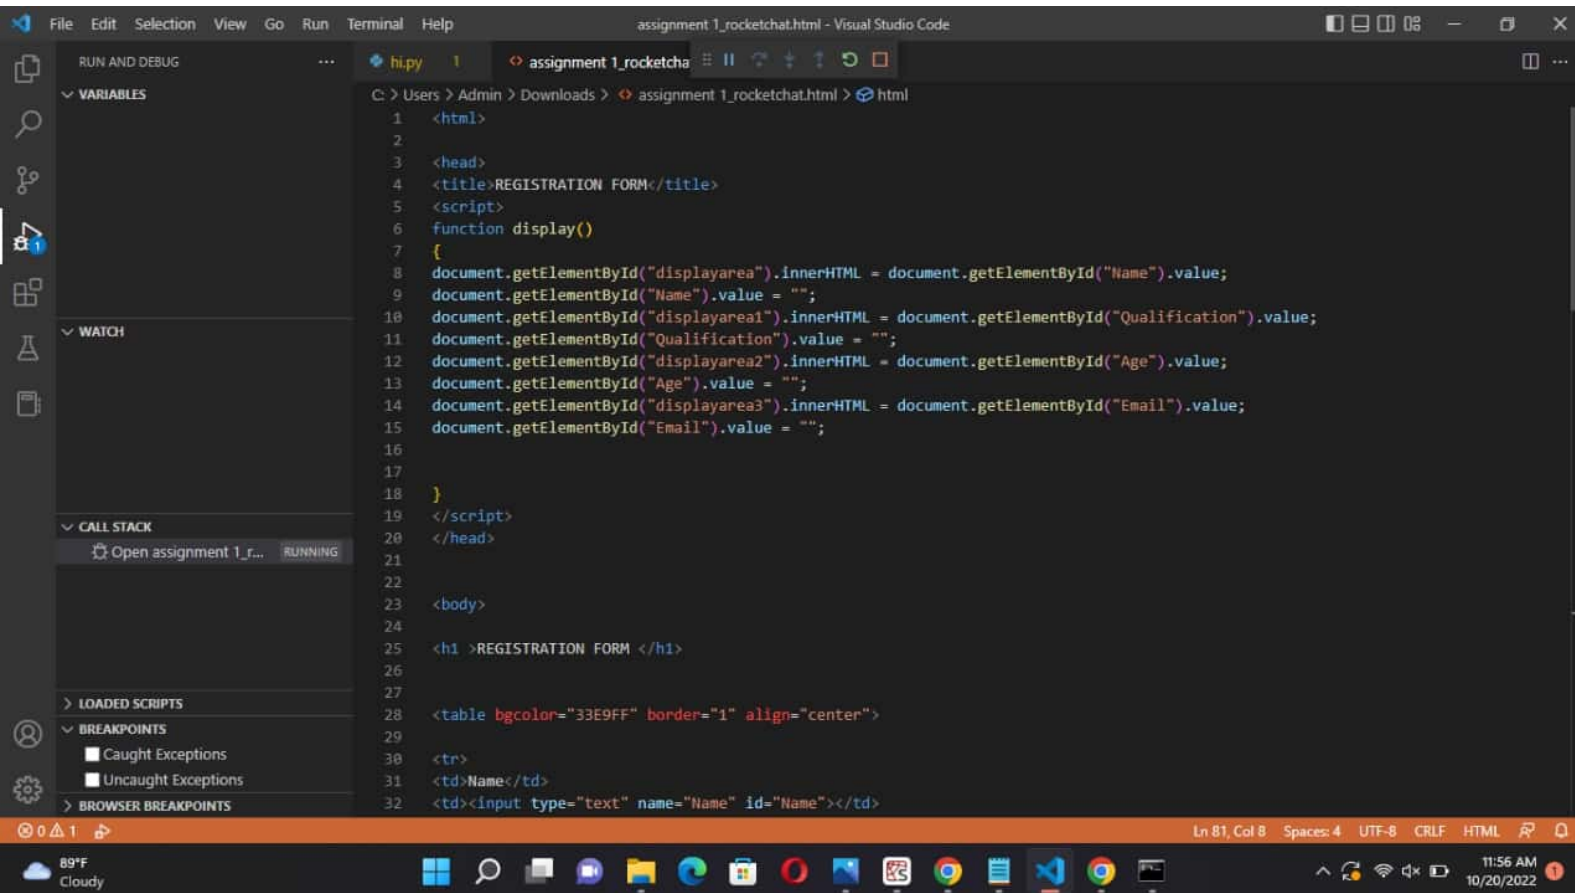 File Edit Selection View Go Run Terminal Help assignment 1_rocketchat.html - Visual Studio Code
RUN AND DEBUG ... hi.py 1 <> assignment 1_rocketcha
VARIABLES
C: > Users > Admin > Downloads > <> assignment 1_rocketchat.html > html
1 <html>
2
3 <head>
4 <title>REGISTRATION FORM</title>
5 <script>
6 function display()
7 {
8 document.getElementById("displayarea").innerHTML = document.getElementById("Name").value;
9 document.getElementById("Name").value = "";
10 document.getElementById("displayarea1").innerHTML = document.getElementById("Qualification").value;
11 document.getElementById("Qualification").value = "";
12 document.getElementById("displayarea2").innerHTML = document.getElementById("Age").value;
13 document.getElementById("Age").value = "";
14 document.getElementById("displayarea3").innerHTML = document.getElementById("Email").value;
15 document.getElementById("Email").value = "";
16
17
18 }
19 </script>
20 </head>
21
22
23 <body>
24
25 <h1 >REGISTRATION FORM </h1>
26
27
28 <table bgcolor="33E9FF" border="1" align="center">
29
30 <tr>
31 <td>Name</td>
32 <td><input type="text" name="Name" id="Name"></td>
1
WATCH
CALL STACK
Open assignment 1_r... RUNNING
LOADED SCRIPTS
BREAKPOINTS
Caught Exceptions
Uncaught Exceptions
BROWSER BREAKPOINTS
0 1 Ln 81, Col 8 Spaces: 4 UTF-8 CRLF HTML
89°F
Cloudy
11:56 AM
10/20/2022
1